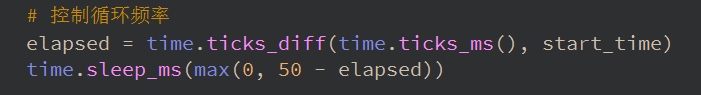 # 控制循环频率
elapsed = time.ticks_diff(time.ticks_ms(), start_time)
time.sleep_ms(max(0, 50 - elapsed))